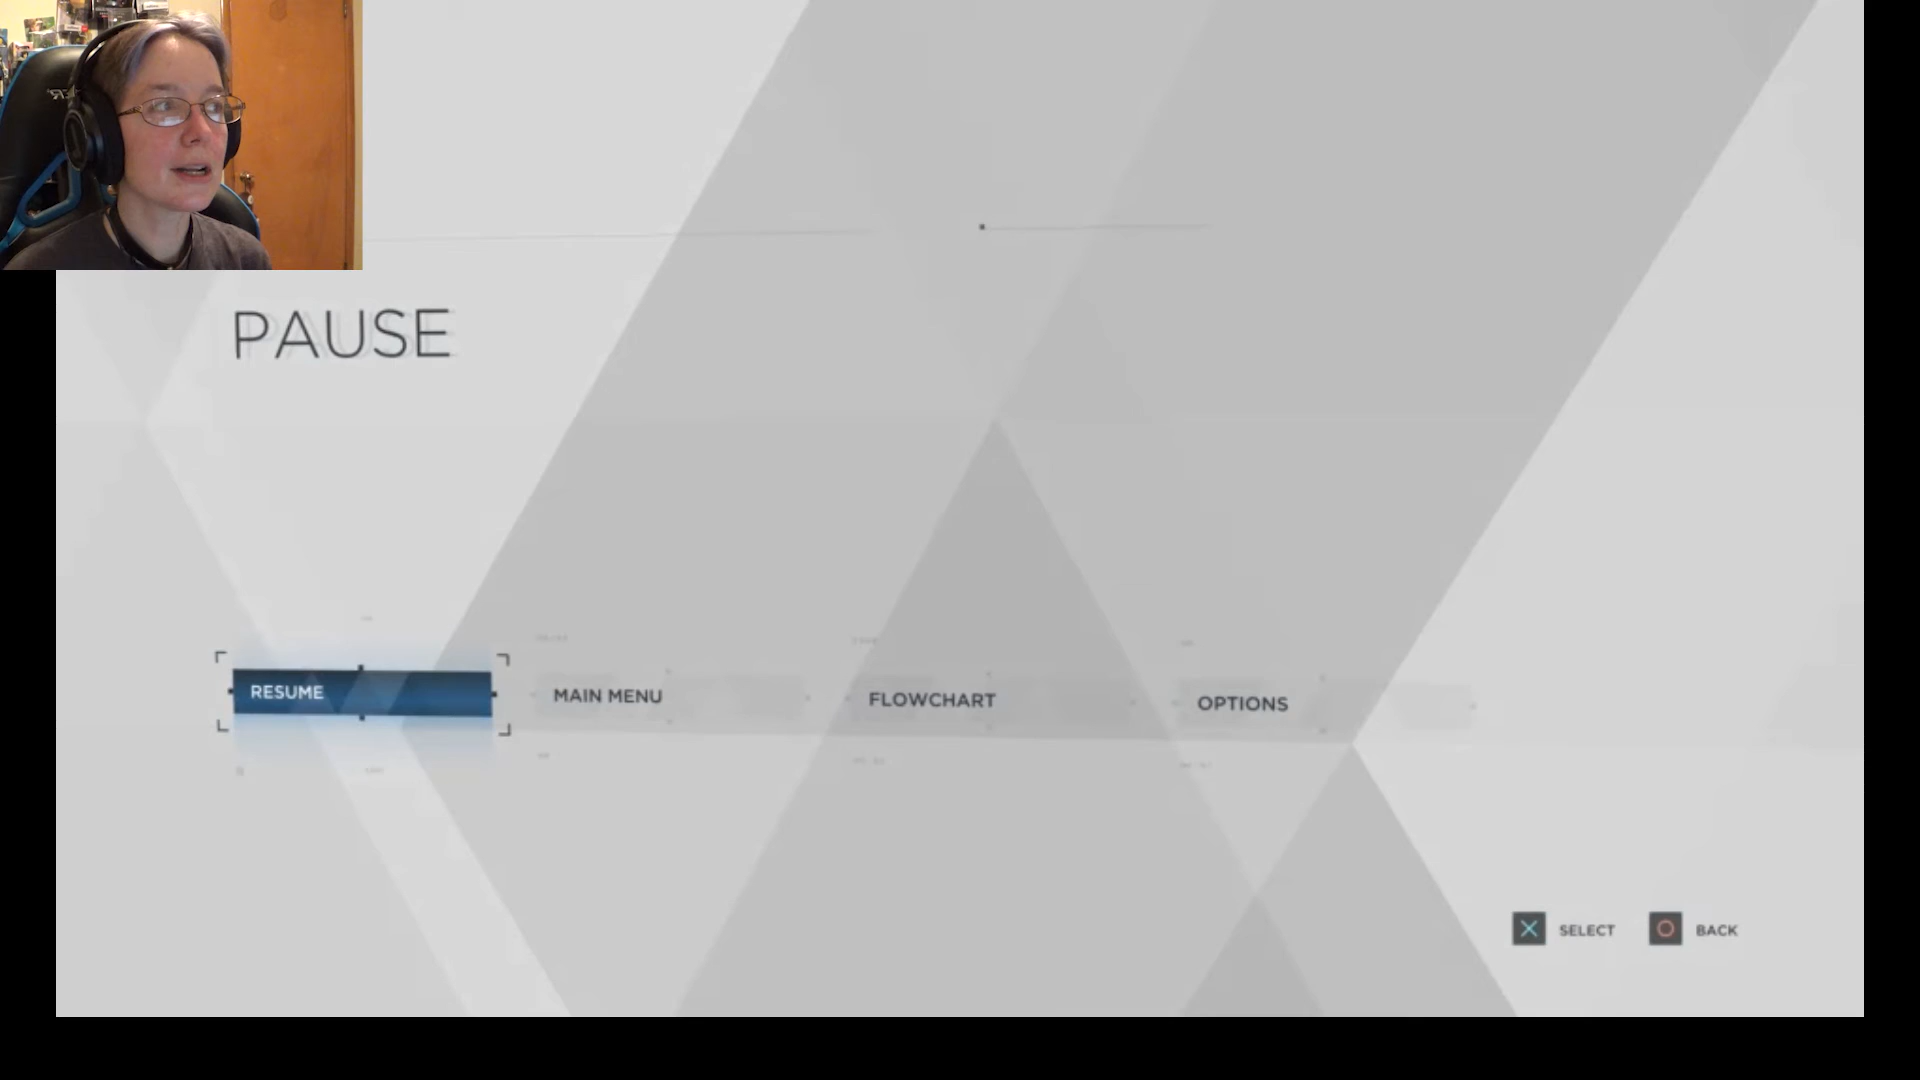 PAUSE
RESUME
MAIN MENU
FLOWCHART
OPTIONS
SELECT
BACK